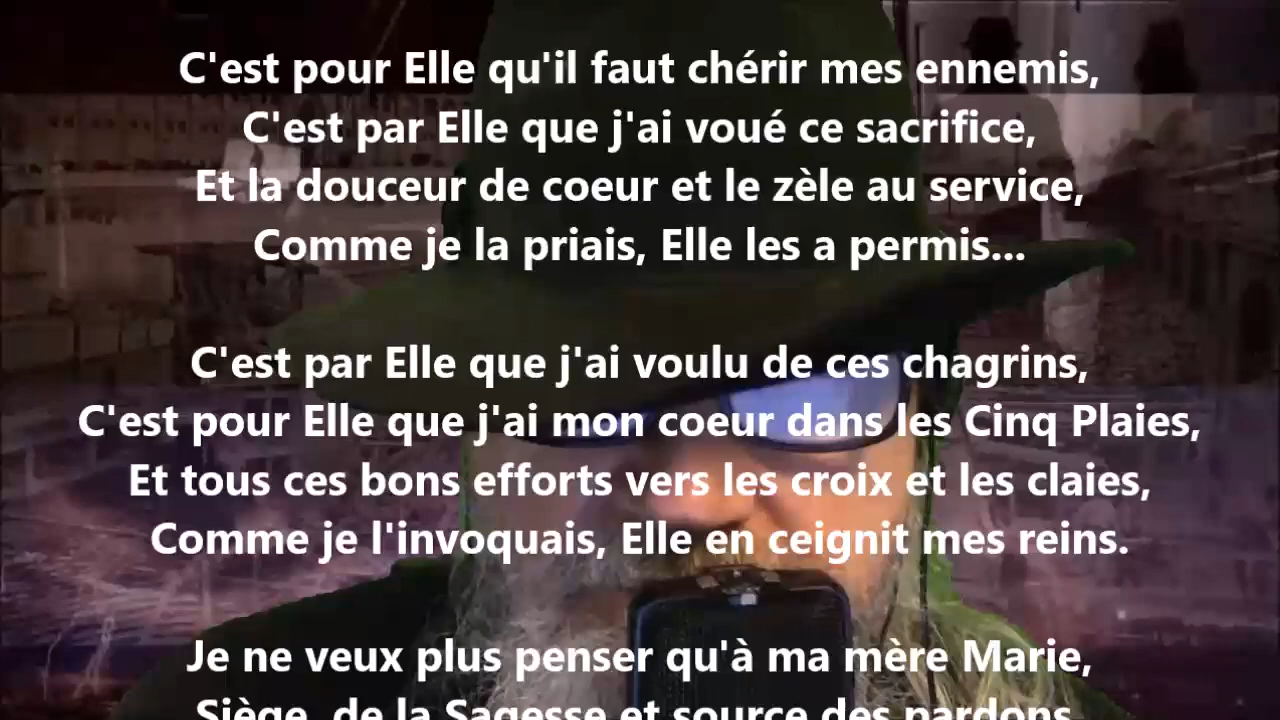 C'est pour Elle qu'il faut chérir mes ennemis,
C'est par Elle que j'ai voué ce sacrifice,
Et la douceur de coeur et le zèle au service,
Comme je la priais, Elle les a permis...
C'est par Elle que j'ai voulu de ces chagrins,
C'est pour Elle que j'ai mon coeur dans les Cinq Plaies,
Et tous ces bons efforts vers les croix et les claies,
Comme je l'invoquais, Elle en ceignit mes reins.
Je ne veux plus penser qu'à ma mère Marie,
Siège de la Sagesse et source des pardons